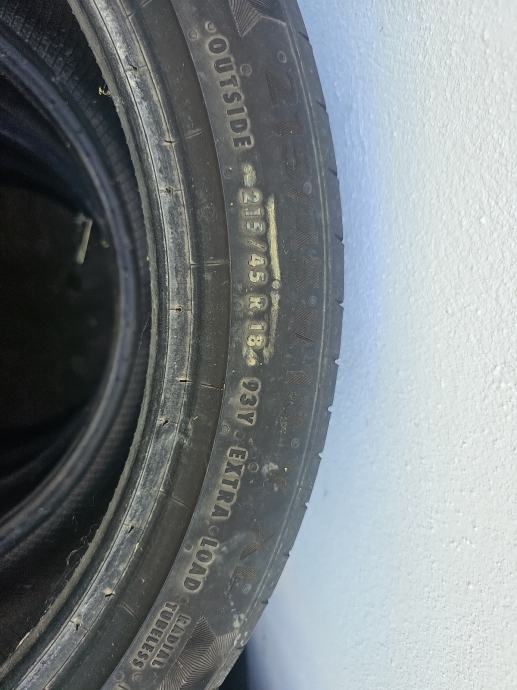 OUTSIDE 215/45 R 18 93Y EXTRA LOAD RADIAL
TUBELESS